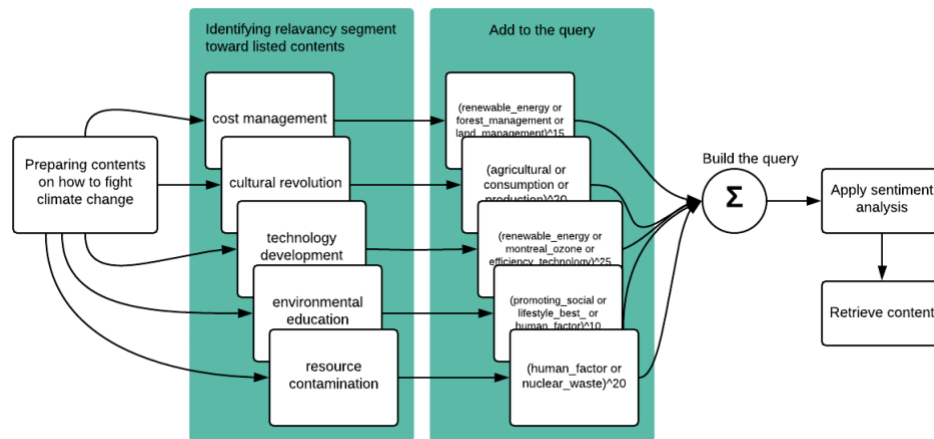 Identifying relavancy segment
toward listed contents
Add to the query
cost management
(renewable_energy or
forest_management or
land_management)^15
Preparing contents
on how to fight
climate change
cultural revolution
(agricultural or
consumption or
production)^20
Build the query
Σ
Apply sentiment
analysis
technology
development
(renewable_energy or
montreal_ozone or
efficiency_technology)^25
environmental
education
(promoting_social or
lifestyle_best_ or
human_factor)^10
Retrieve content
resource
contamination
(human_factor or
nuclear_waste)^20